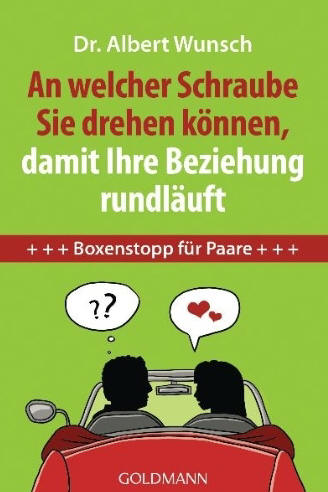 Dr. Albert Wunsch
An welcher Schraube
Sie drehen können,
damit Ihre Beziehung
rundläuft
+ + + Boxenstopp für Paare + + +
??
GOLDMANN